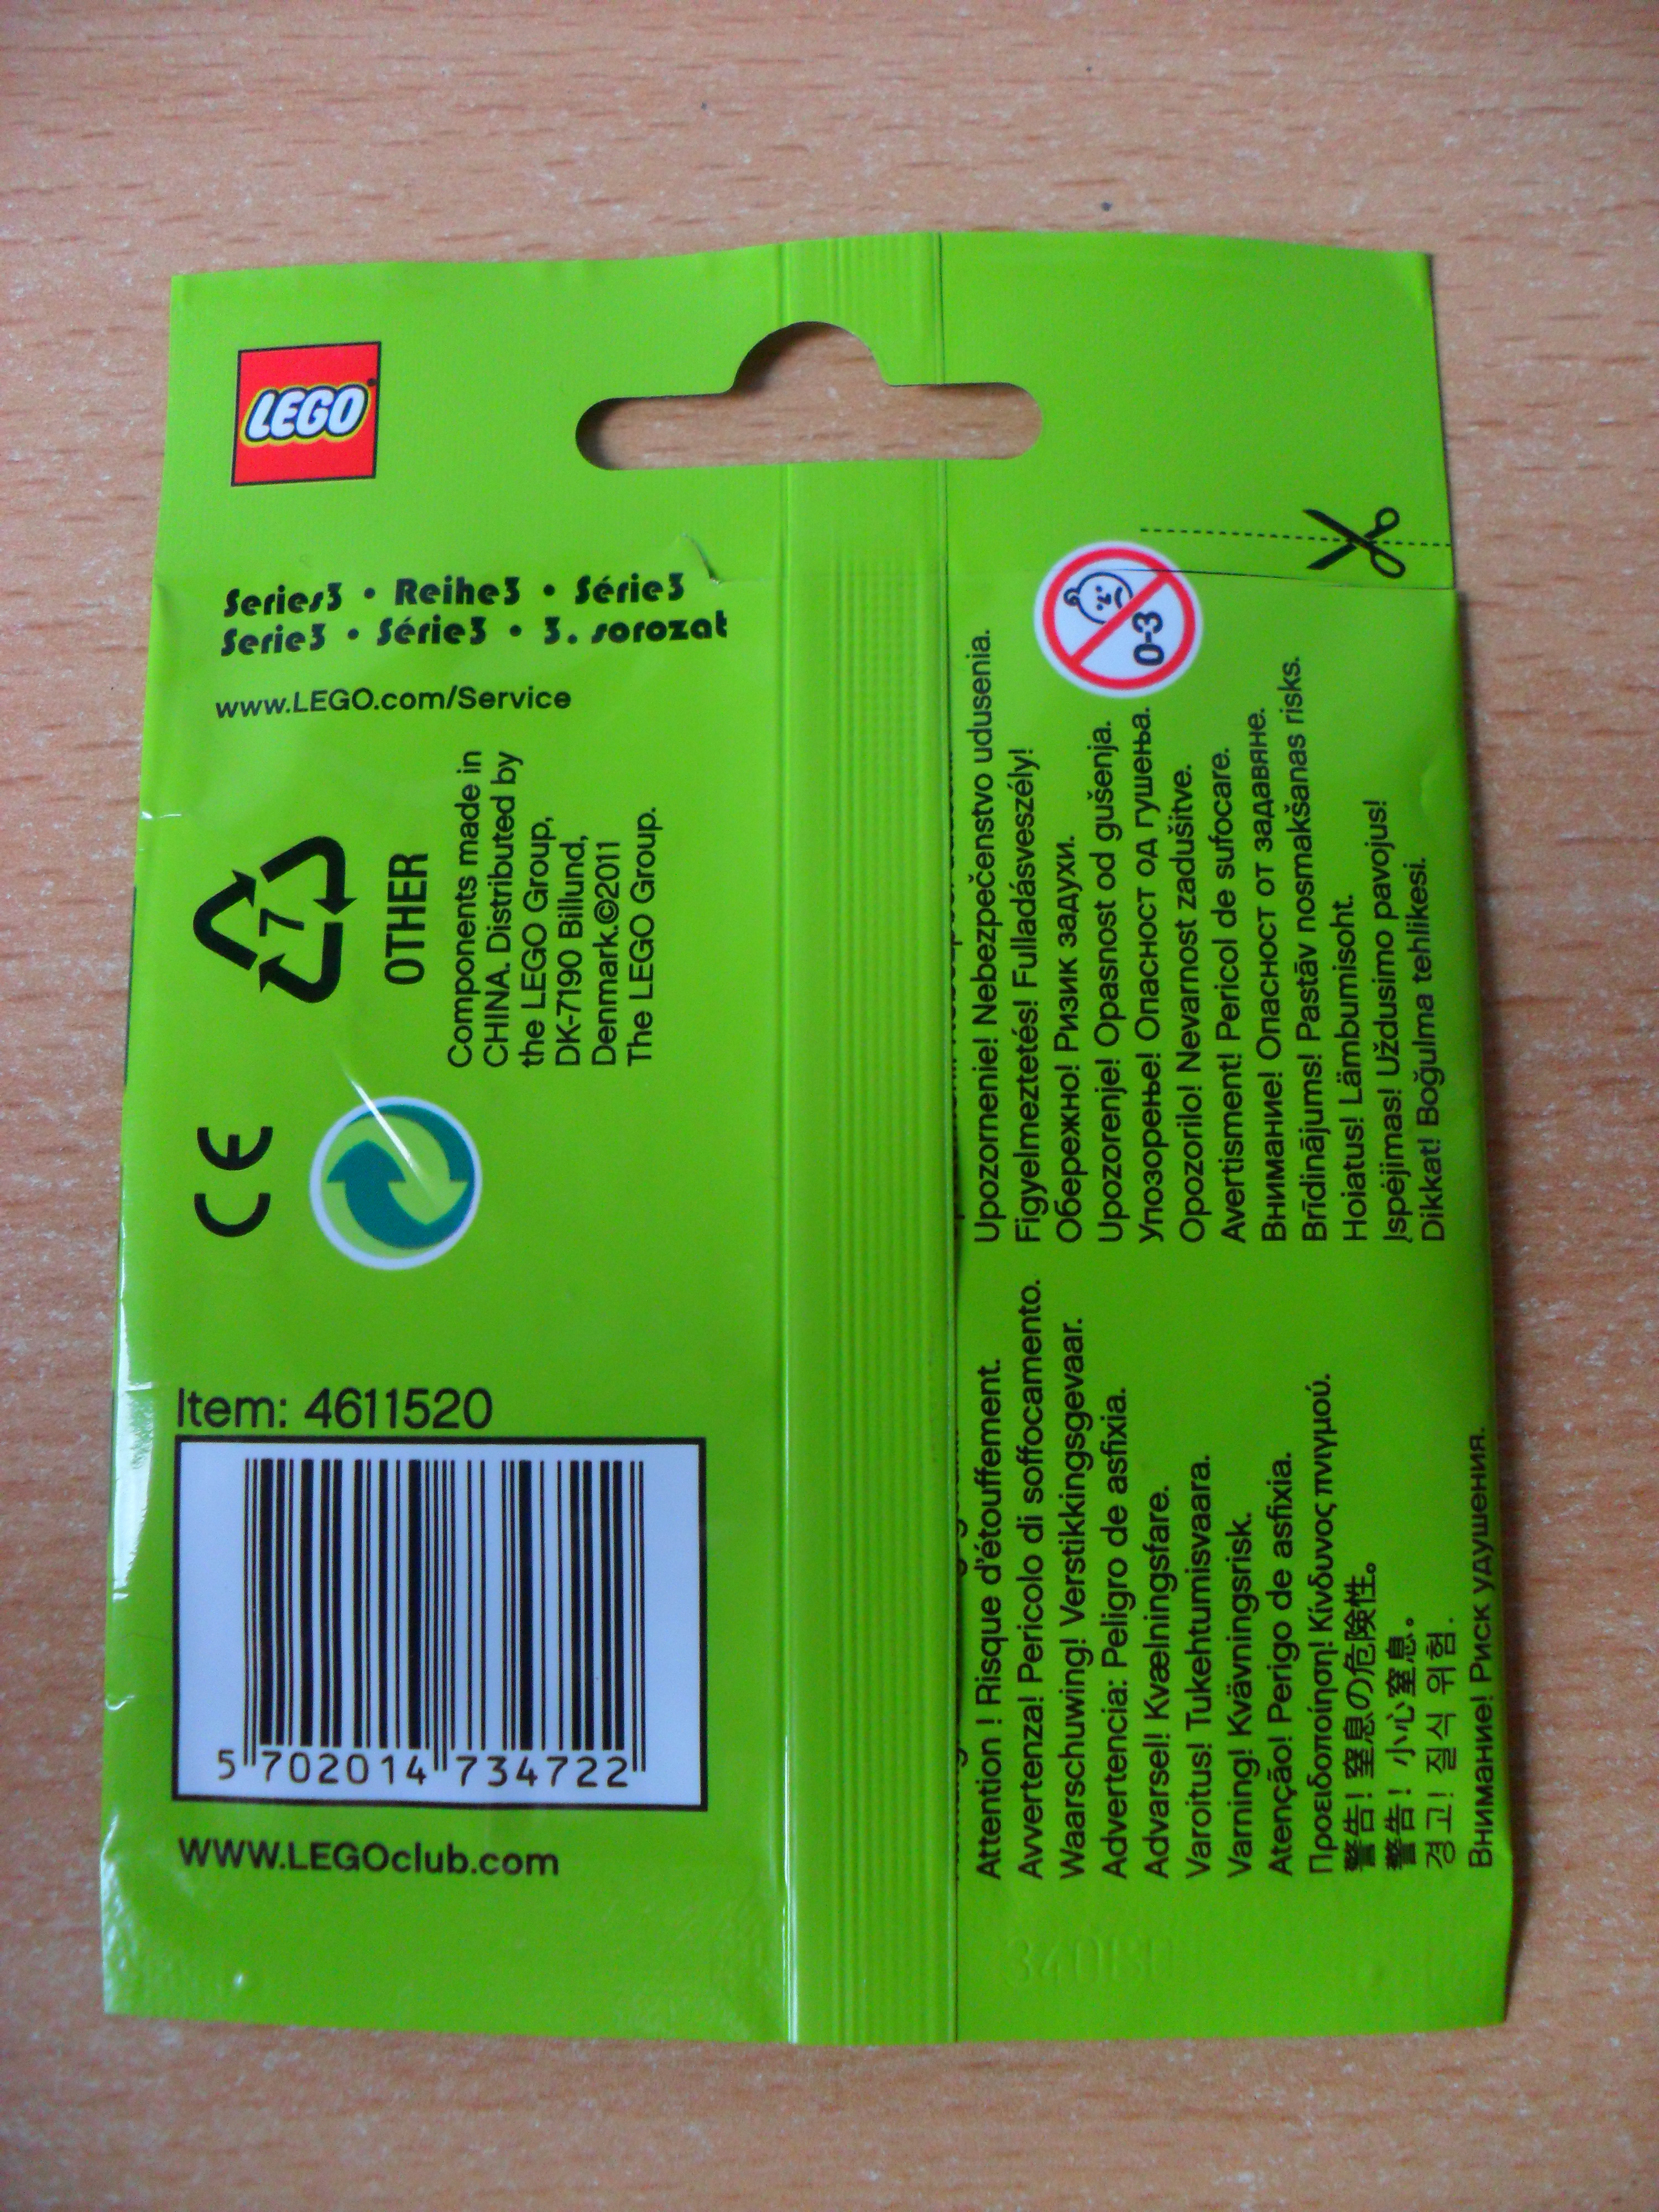 LEGO
Series3 • Reihe3 • Série3
Serie3 • Série3 • 3. sorozat
www.LEGO.com/Service
7
OTHER
Components made in
CHINA. Distributed by
the LEGO Group,
DK-7190 Billund,
Denmark.©2011
The LEGO Group.
CE
Item: 4611520
5 702014 734722
WWW.LEGOclub.com
0-3
Upozornenie! Nebezpečenstvo udusenia.
Figyelmeztetés! Fulladásveszély!
Обережно! Ризик задухи.
Upozorenje! Opasnost od gušenja.
Упозорење! Опасност од гушења.
Opozorilo! Nevarnost zadušitve.
Avertisment! Pericol de sufocare.
Внимание! Опасност от задавяне.
Brīdinājums! Pastāv nosmakšanas risks.
Hoiatus! Lämbumisoht.
Įspėjimas! Uždusimo pavojus!
Dikkat! Boğulma tehlikesi.
Attention ! Risque d'étouffement.
Avvertenza! Pericolo di soffocamento.
Waarschuwing! Verstikkingsgevaar.
Advertencia: Peligro de asfixia.
Advarsel! Kvælningsfare.
Varoitus! Tukehtumisvaara.
Varning! Kvävningsrisk.
Atenção! Perigo de asfixia.
Προειδοποίηση! Κίνδυνος πνιγμού.
警告! 窒息の危険性。
警告! 小心窒息。
경고! 질식 위험.
Внимание! Риск удушения.